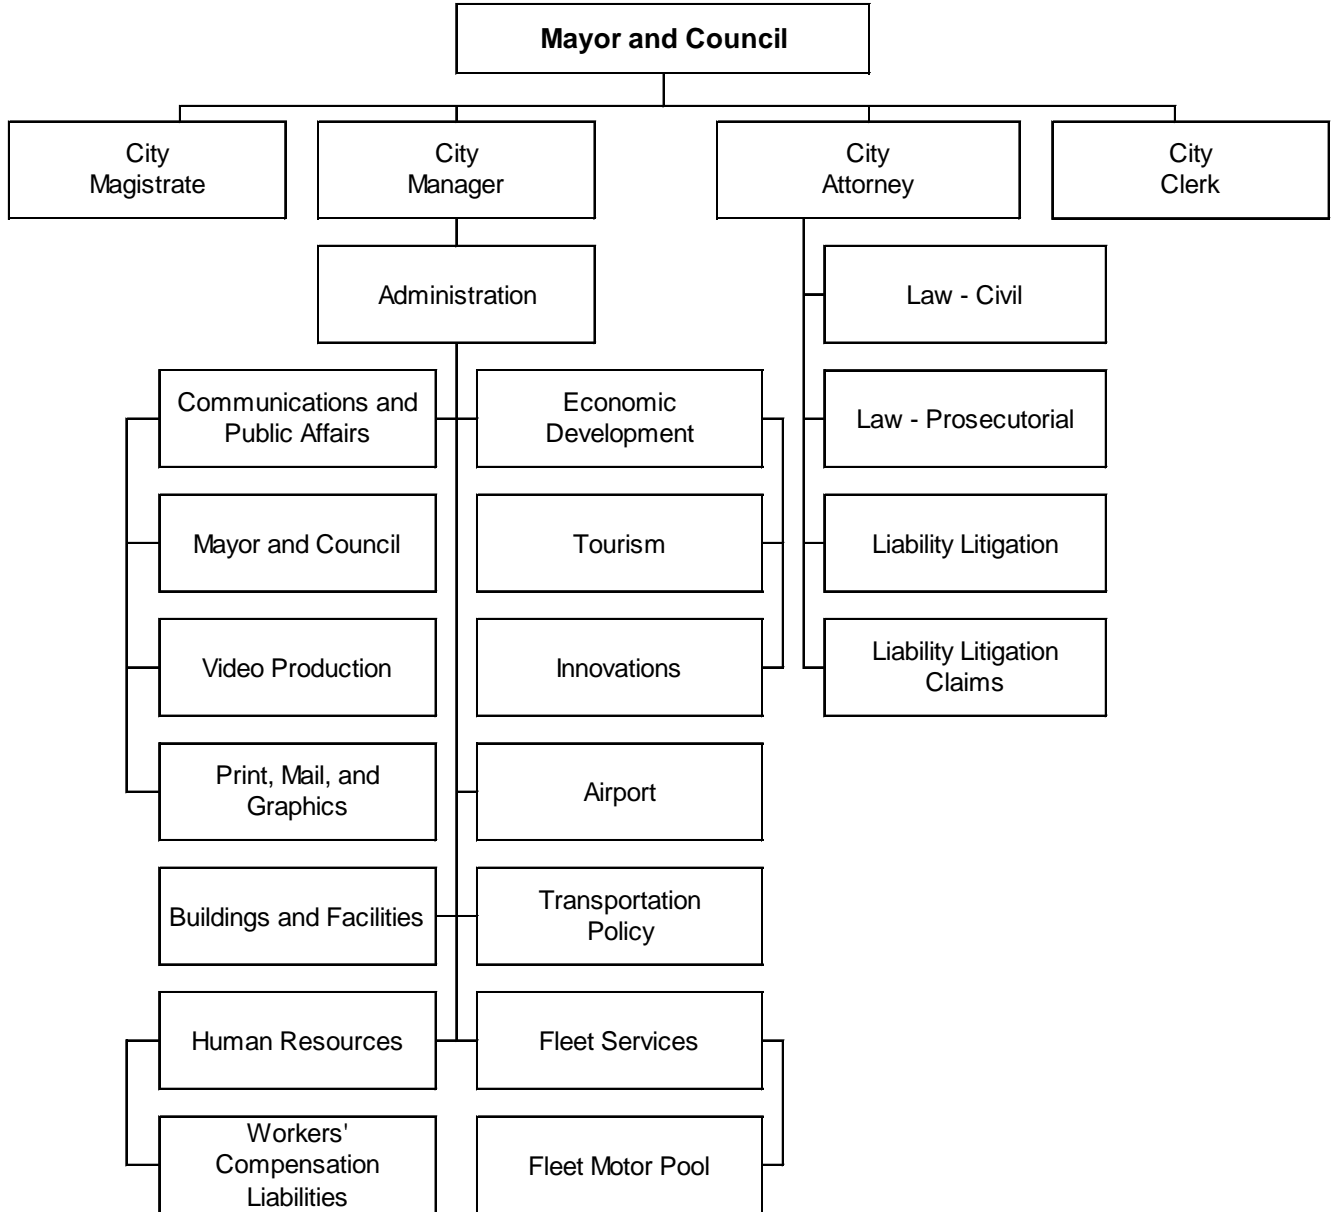 Mayor and Council
City
Magistrate
City
Manager
City
Attorney
City
Clerk
Administration
Law - Civil
Communications and
Public Affairs
Economic
Development
Law - Prosecutorial
Mayor and Council
Tourism
Liability Litigation
Video Production
Innovations
Liability Litigation
Claims
Print, Mail, and
Graphics
Airport
Buildings and Facilities
Transportation
Policy
Human Resources
Fleet Services
Workers'
Compensation
Liabilities
Fleet Motor Pool